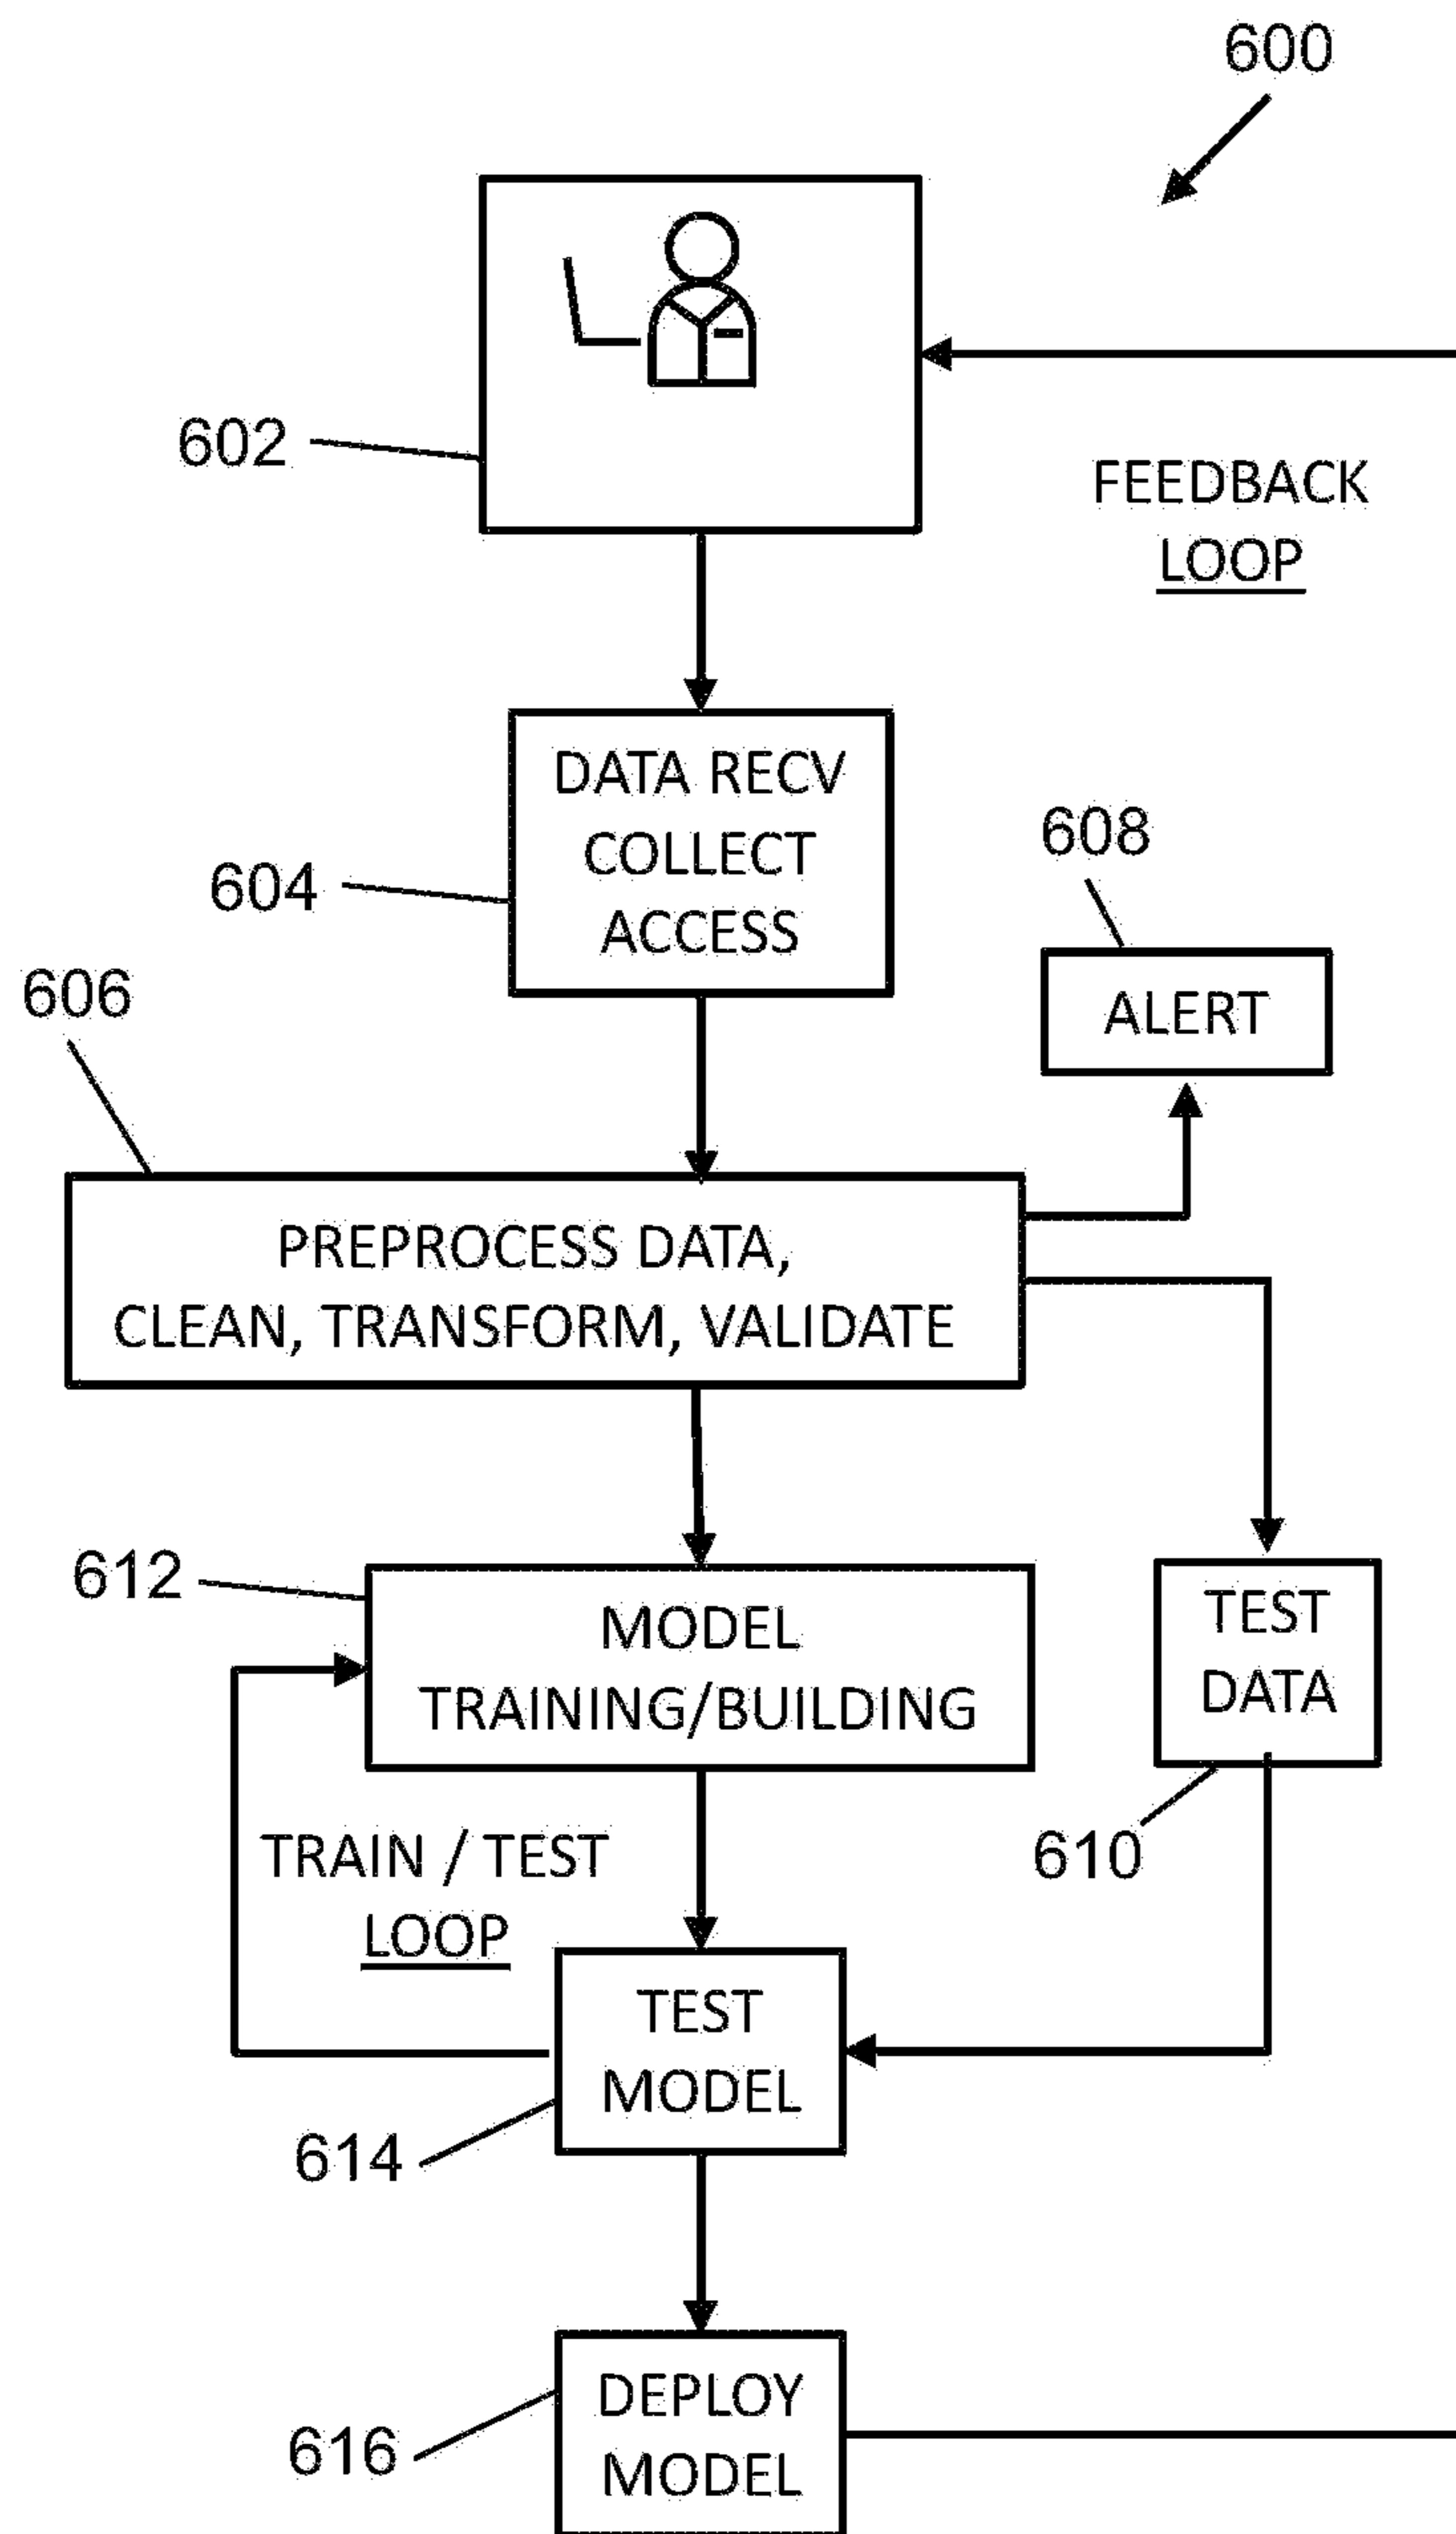 600
602
FEEDBACK
LOOP
DATA RECV
COLLECT
ACCESS
604
608
ALERT
606
PREPROCESS DATA,
CLEAN, TRANSFORM, VALIDATE
612
MODEL
TRAINING/BUILDING
TEST
DATA
610
TRAIN / TEST
LOOP
TEST
MODEL
614
DEPLOY
MODEL
616